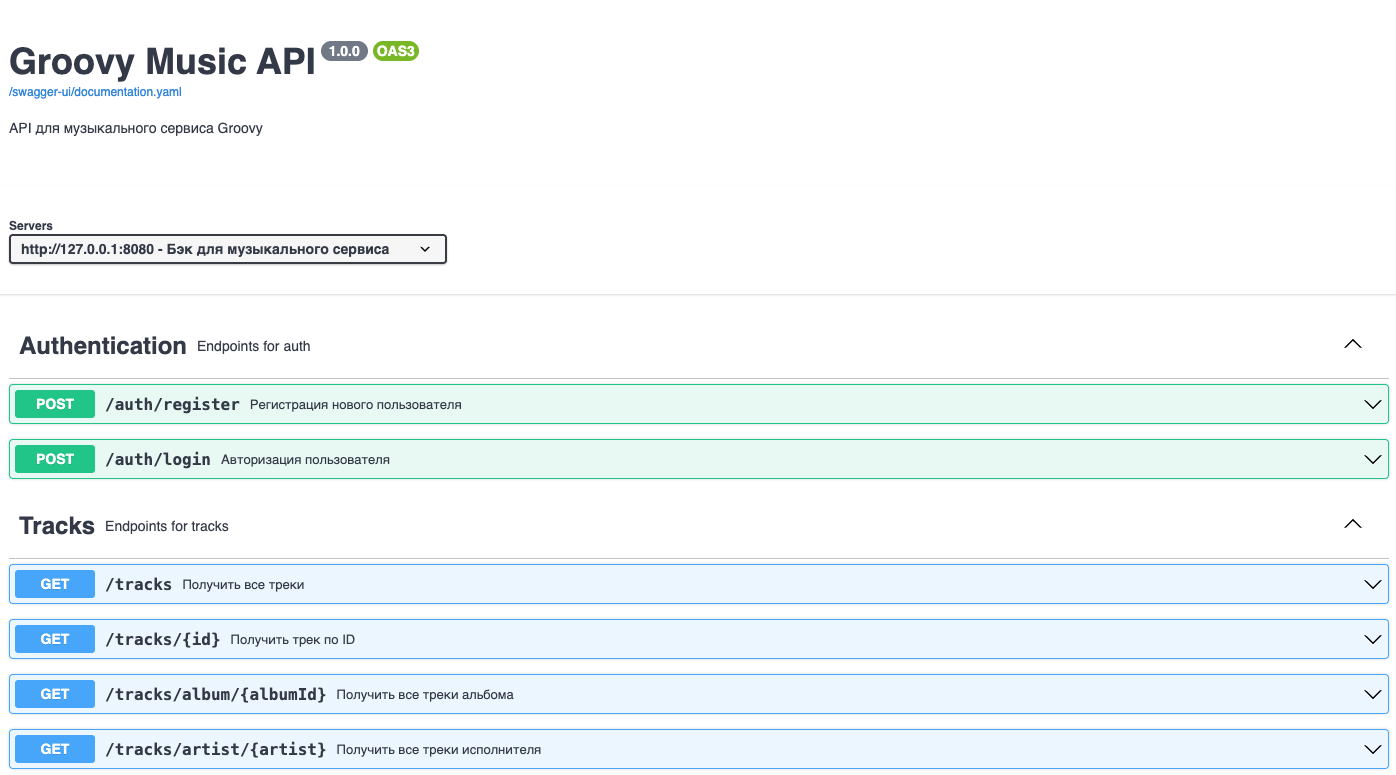 Groovy Music API 1.0.0 OAS3
/swagger-ui/documentation.yaml
API для музыкального сервиса Groovy
Servers
http://127.0.0.1:8080 - Бэк для музыкального сервиса
Authentication Endpoints for auth
POST /auth/register Регистрация нового пользователя
POST /auth/login Авторизация пользователя
Tracks Endpoints for tracks
GET /tracks Получить все треки
GET /tracks/{id} Получить трек по ID
GET /tracks/album/{albumId} Получить все треки альбома
GET /tracks/artist/{artist} Получить все треки исполнителя